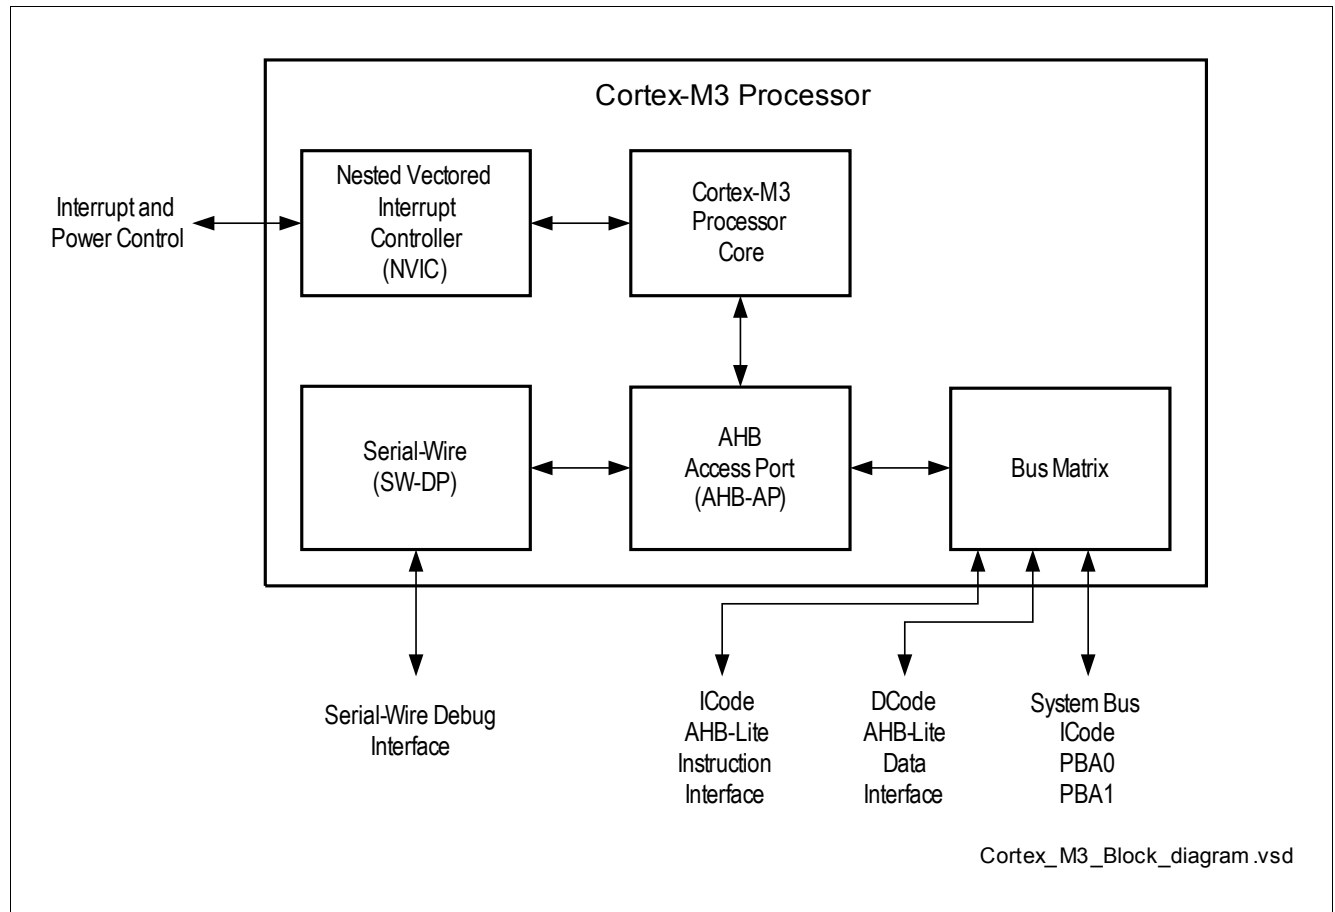 Cortex-M3 Processor
Nested Vectored
Interrupt
Controller
(NVIC)
Cortex-M3
Processor
Core
Interrupt and
Power Control
Serial-Wire
(SW-DP)
AHB
Access Port
(AHB-AP)
Bus Matrix
Serial-Wire Debug
Interface
ICode
AHB-Lite
Instruction
Interface
DCode
AHB-Lite
Data
Interface
System Bus
ICode
PBA0
PBA1
Cortex_M3_Block_diagram.vsd